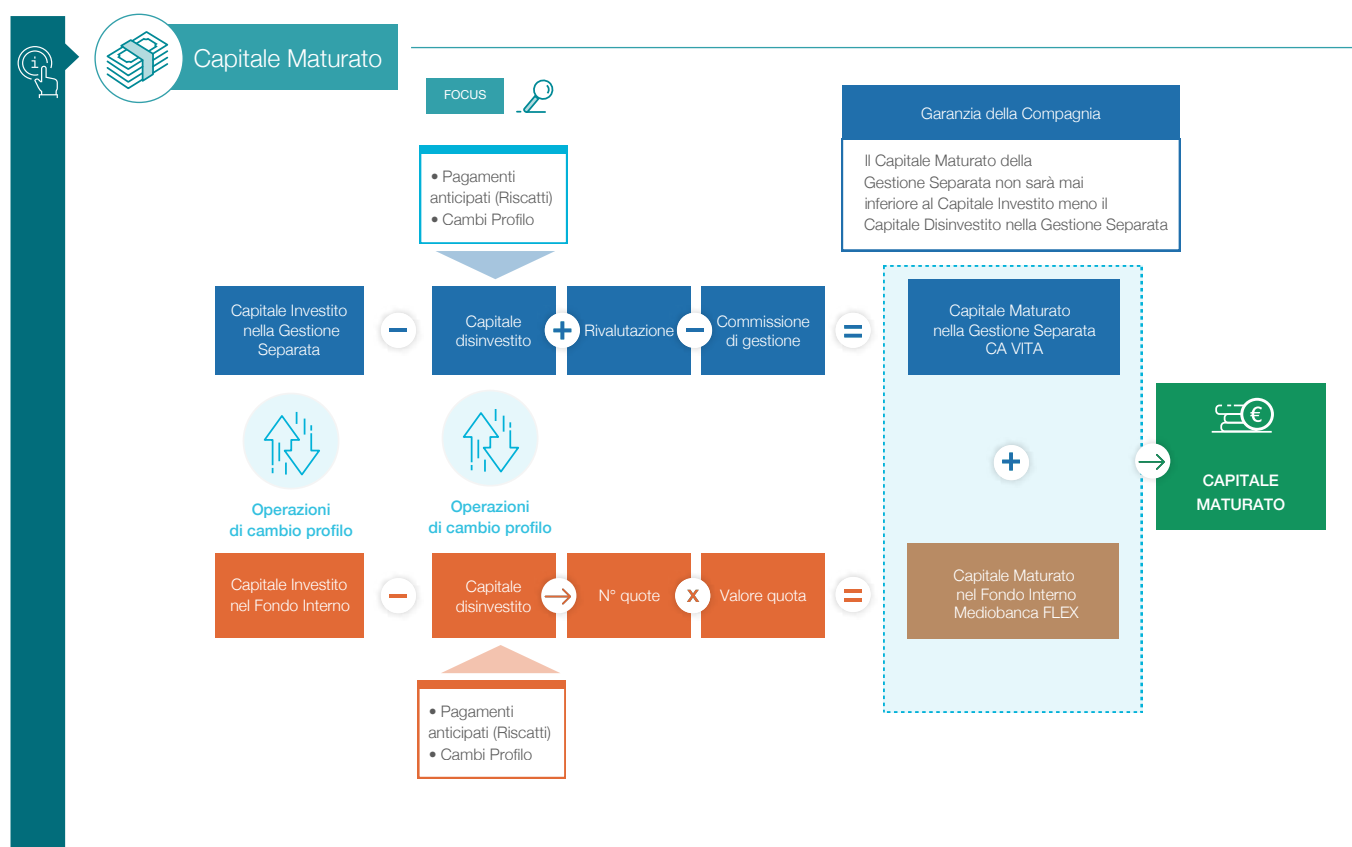 Capitale Maturato
FOCUS
Garanzia della Compagnia
Il Capitale Maturato della
Gestione Separata non sarà mai
inferiore al Capitale Investito meno il
Capitale Disinvestito nella Gestione Separata
• Pagamenti
anticipati (Riscatti)
• Cambi Profilo
Capitale Investito
nella Gestione
Separata
−
Capitale
disinvestito
+
Rivalutazione
−
Commissione
di gestione
=
Capitale Maturato
nella Gestione Separata
CA VITA
Operazioni
di cambio profilo
Operazioni
di cambio profilo
+
€
CAPITALE
MATURATO
Capitale Investito
nel Fondo Interno
−
Capitale
disinvestito
→
N° quote
x
Valore quota
=
Capitale Maturato
nel Fondo Interno
Mediobanca FLEX
• Pagamenti
anticipati (Riscatti)
• Cambi Profilo